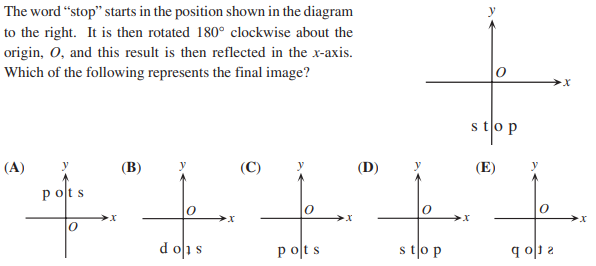 The word “stop” starts in the position shown in the diagram
to the right. It is then rotated 180° clockwise about the
origin, O, and this result is then reflected in the x-axis.
Which of the following represents the final image?
y
O
x
s t o p
(A)
y
p o t s
x
O
(B)
y
O
x
d o ʇ s
(C)
y
O
x
p o t s
(D)
y
O
x
s t o p
(E)
y
O
x
q o ɟ ƨ